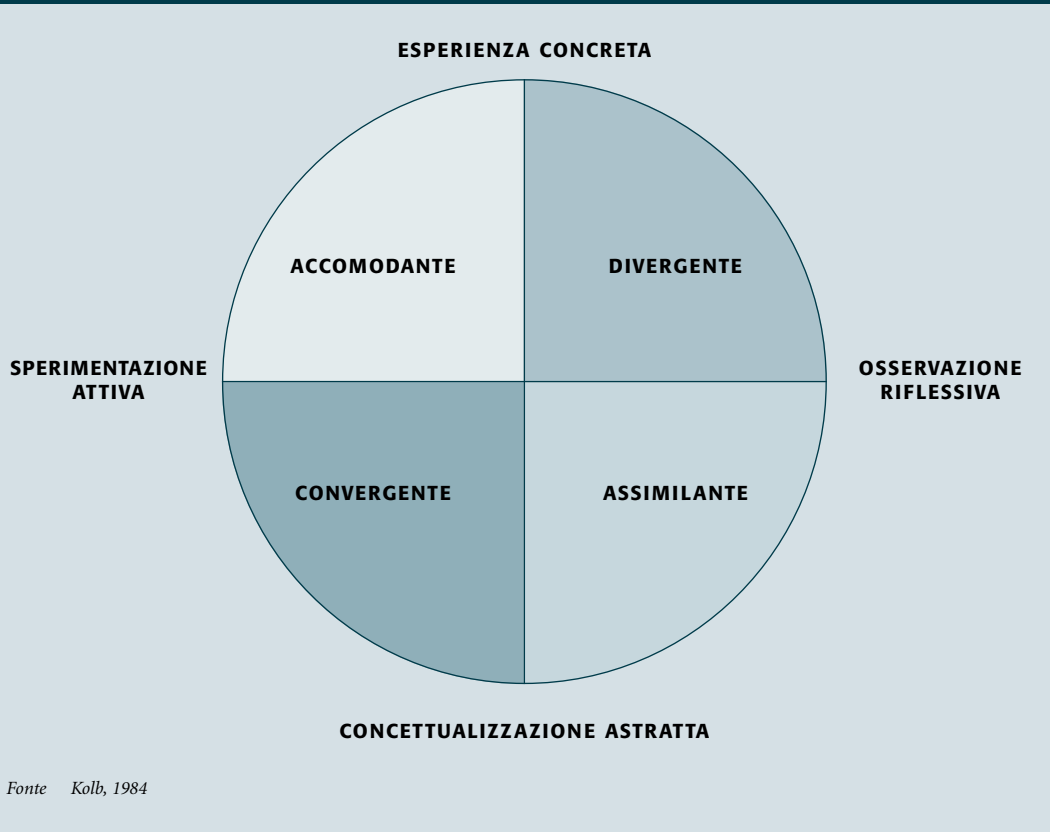 ESPERIENZA CONCRETA
ACCOMODANTE
DIVERGENTE
SPERIMENTAZIONE
ATTIVA
OSSERVAZIONE
RIFLESSIVA
CONVERGENTE
ASSIMILANTE
CONCETTUALIZZAZIONE ASTRATTA
Fonte Kolb, 1984